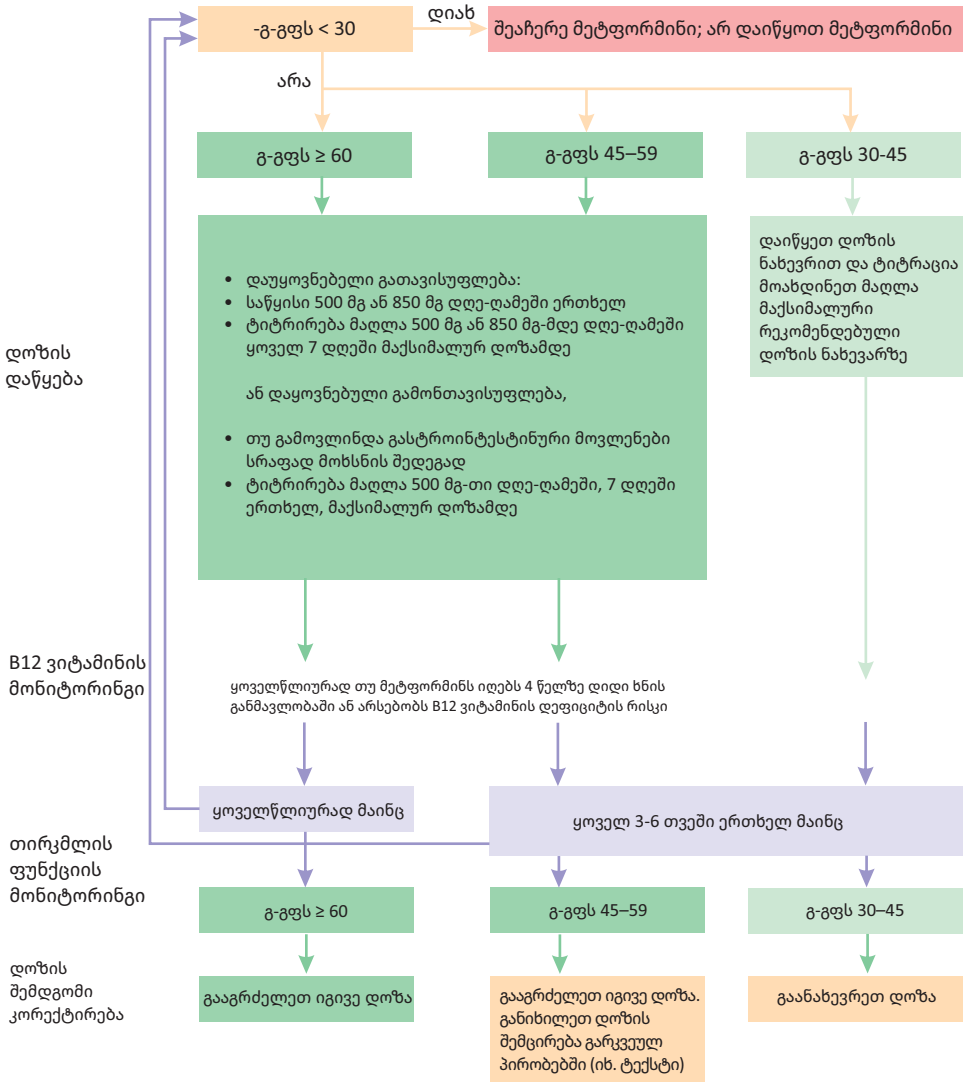 -გ-გფს < 30
დიახ
შეაჩერე მეტფორმინი; არ დაიწყოთ მეტფორმინი
არა
გ-გფს ≥ 60
გ-გფს 45–59
გ-გფს 30-45
დოზის
დაწყება
• დაუყოვნებელი გათავისუფლება:
• საწყისი 500 მგ ან 850 მგ დღე-ღამეში ერთხელ
• ტიტრირება მაღლა 500 მგ ან 850 მგ-მდე დღე-ღამეში
ყოველ 7 დღეში მაქსიმალურ დოზამდე
ან დაყოვნებული გამონთავისუფლება,
• თუ გამოვლინდა გასტროინტესტინური მოვლენები
სრაფად მოხსნის შედეგად
• ტიტრირება მაღლა 500 მგ-თი დღე-ღამეში, 7 დღეში
ერთხელ, მაქსიმალურ დოზამდე
დაიწყეთ დოზის
ნახევრით და ტიტრაცია
მოახდინეთ მაღლა
მაქსიმალური
რეკომენდებული
დოზის ნახევარზე
B12 ვიტამინის
მონიტორინგი
ყოველწლიურად თუ მეტფორმინს იღებს 4 წელზე დიდი ხნის
განმავლობაში ან არსებობს B12 ვიტამინის დეფიციტის რისკი
თირკმლის
ფუნქციის
მონიტორინგი
ყოველწლიურად მაინც
ყოველ 3-6 თვეში ერთხელ მაინც
გ-გფს ≥ 60
გ-გფს 45–59
გ-გფს 30–45
დოზის
შემდგომი
კორექტირება
გააგრძელეთ იგივე დოზა
გააგრძელეთ იგივე დოზა.
განიხილეთ დოზის
შემცირება გარკვეულ
პირობებში (იხ. ტექსტი)
გაანახევრეთ დოზა